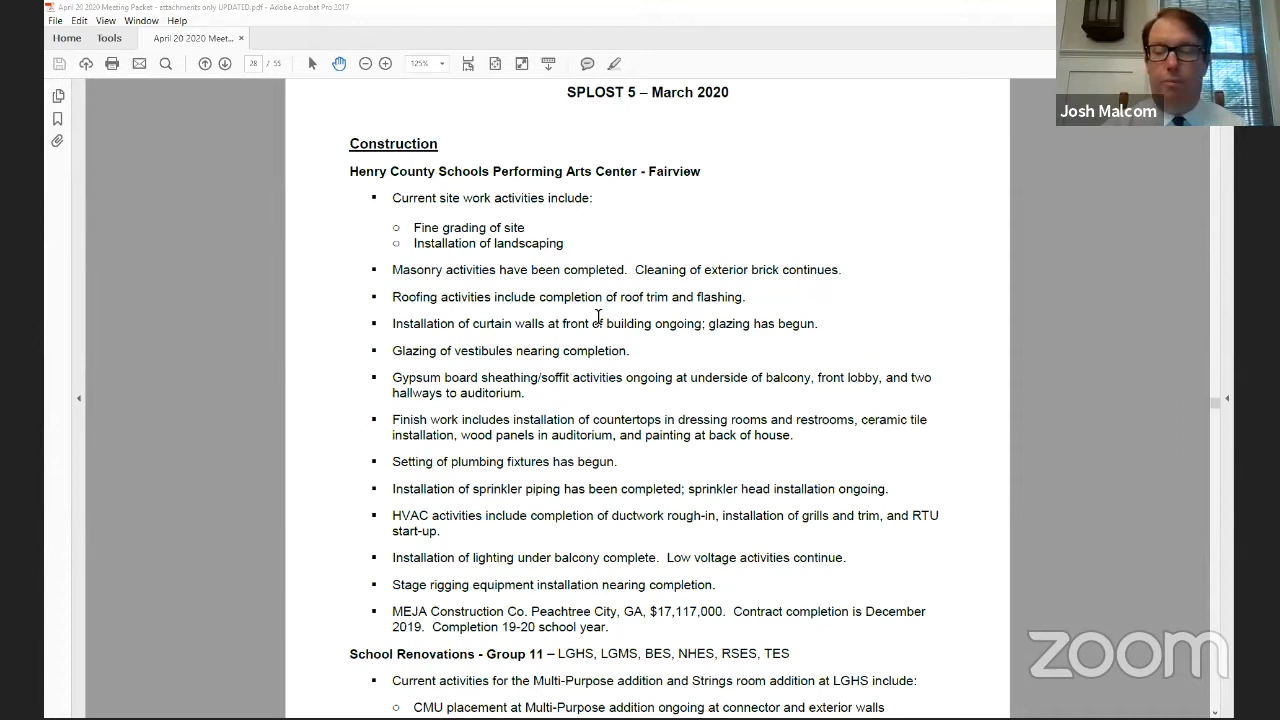 April 20 2020 Meeting Packet - attachments only UPDATED.pdf - Adobe Acrobat Pro 2017
File Edit View Window Help
Home Tools April 20 2020 Meet... ×
28 / 55 125%
Josh Malcom
SPLOST 5 – March 2020
Construction
Henry County Schools Performing Arts Center - Fairview
▪ Current site work activities include:
○ Fine grading of site
○ Installation of landscaping
▪ Masonry activities have been completed. Cleaning of exterior brick continues.
▪ Roofing activities include completion of roof trim and flashing.
▪ Installation of curtain walls at front of building ongoing; glazing has begun.
▪ Glazing of vestibules nearing completion.
▪ Gypsum board sheathing/soffit activities ongoing at underside of balcony, front lobby, and two
hallways to auditorium.
▪ Finish work includes installation of countertops in dressing rooms and restrooms, ceramic tile
installation, wood panels in auditorium, and painting at back of house.
▪ Setting of plumbing fixtures has begun.
▪ Installation of sprinkler piping has been completed; sprinkler head installation ongoing.
▪ HVAC activities include completion of ductwork rough-in, installation of grills and trim, and RTU
start-up.
▪ Installation of lighting under balcony complete. Low voltage activities continue.
▪ Stage rigging equipment installation nearing completion.
▪ MEJA Construction Co. Peachtree City, GA, $17,117,000. Contract completion is December
2019. Completion 19-20 school year.
School Renovations - Group 11 – LGHS, LGMS, BES, NHES, RSES, TES
▪ Current activities for the Multi-Purpose addition and Strings room addition at LGHS include:
○ CMU placement at Multi-Purpose addition ongoing at connector and exterior walls
zoom